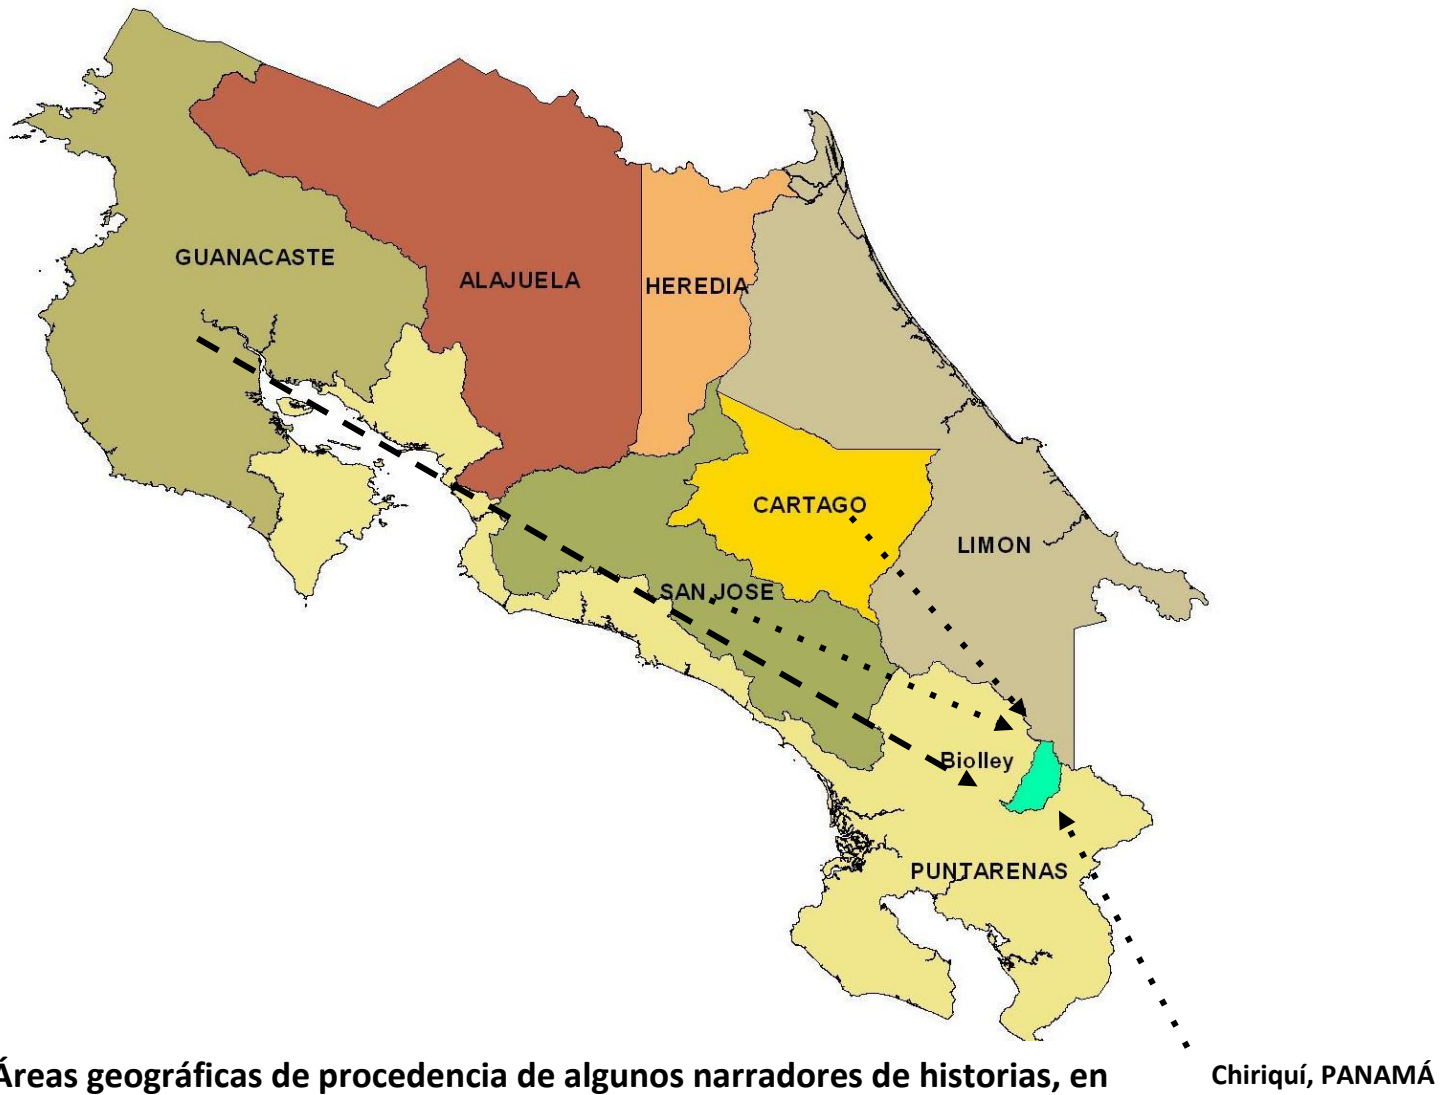 GUANACASTE
ALAJUELA
HEREDIA
CARTAGO
LIMON
SAN JOSE
Biolley
PUNTARENAS
Áreas geográficas de procedencia de algunos narradores de historias, en
Chiriquí, PANAMÁ